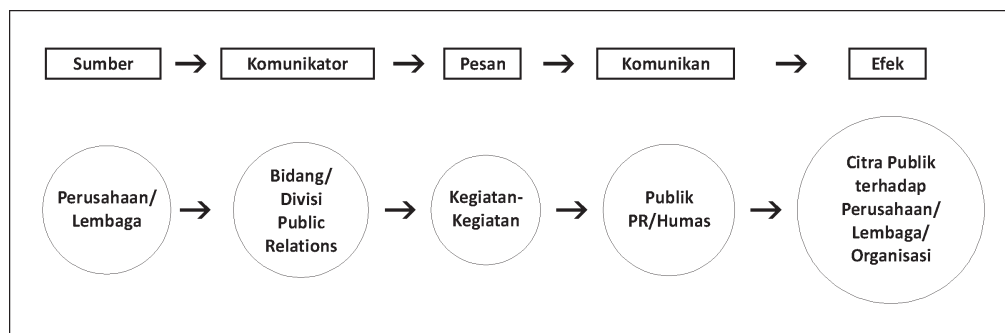 Sumber
Komunikator
Pesan
Komunikan
Efek
Perusahaan/
Lembaga
Bidang/
Divisi
Public
Relations
Kegiatan-
Kegiatan
Publik
PR/Humas
Citra Publik
terhadap
Perusahaan/
Lembaga/
Organisasi